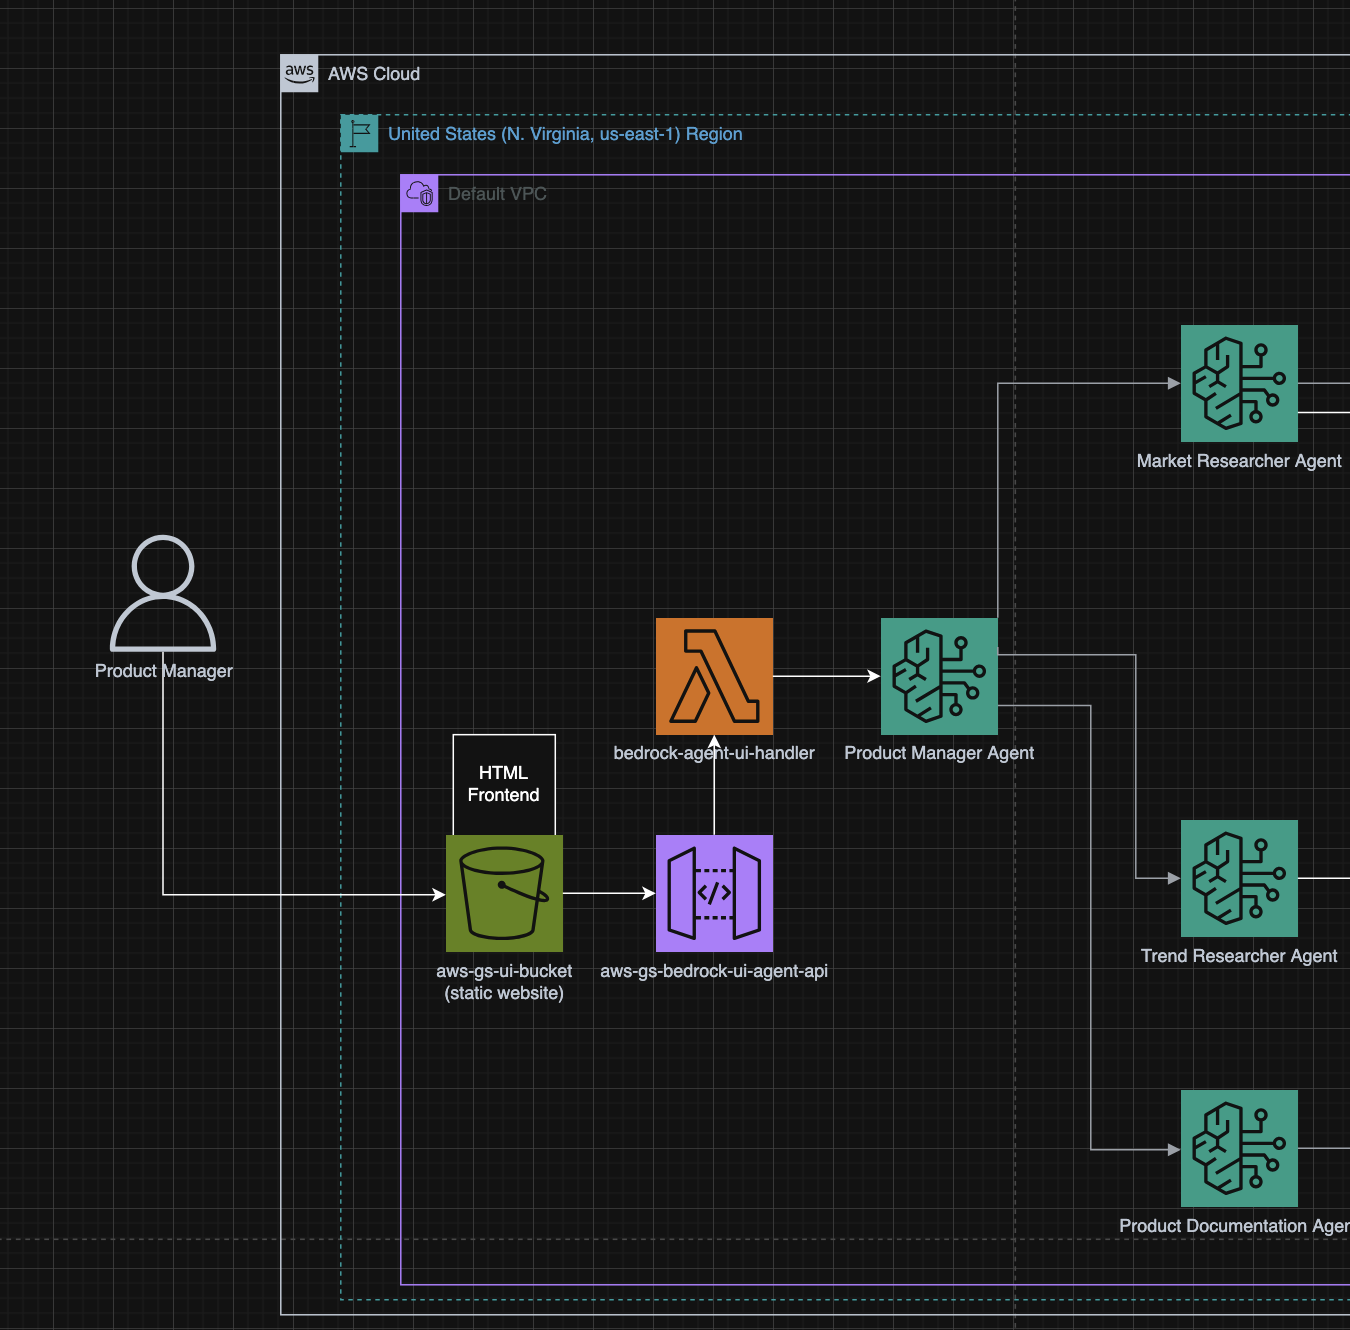 aws
AWS Cloud
United States (N. Virginia, us-east-1) Region
Default VPC
Market Researcher Agent
Product Manager
bedrock-agent-ui-handler
Product Manager Agent
HTML
Frontend
</>
aws-gs-ui-bucket
(static website)
aws-gs-bedrock-ui-agent-api
Trend Researcher Agent
Product Documentation Agen